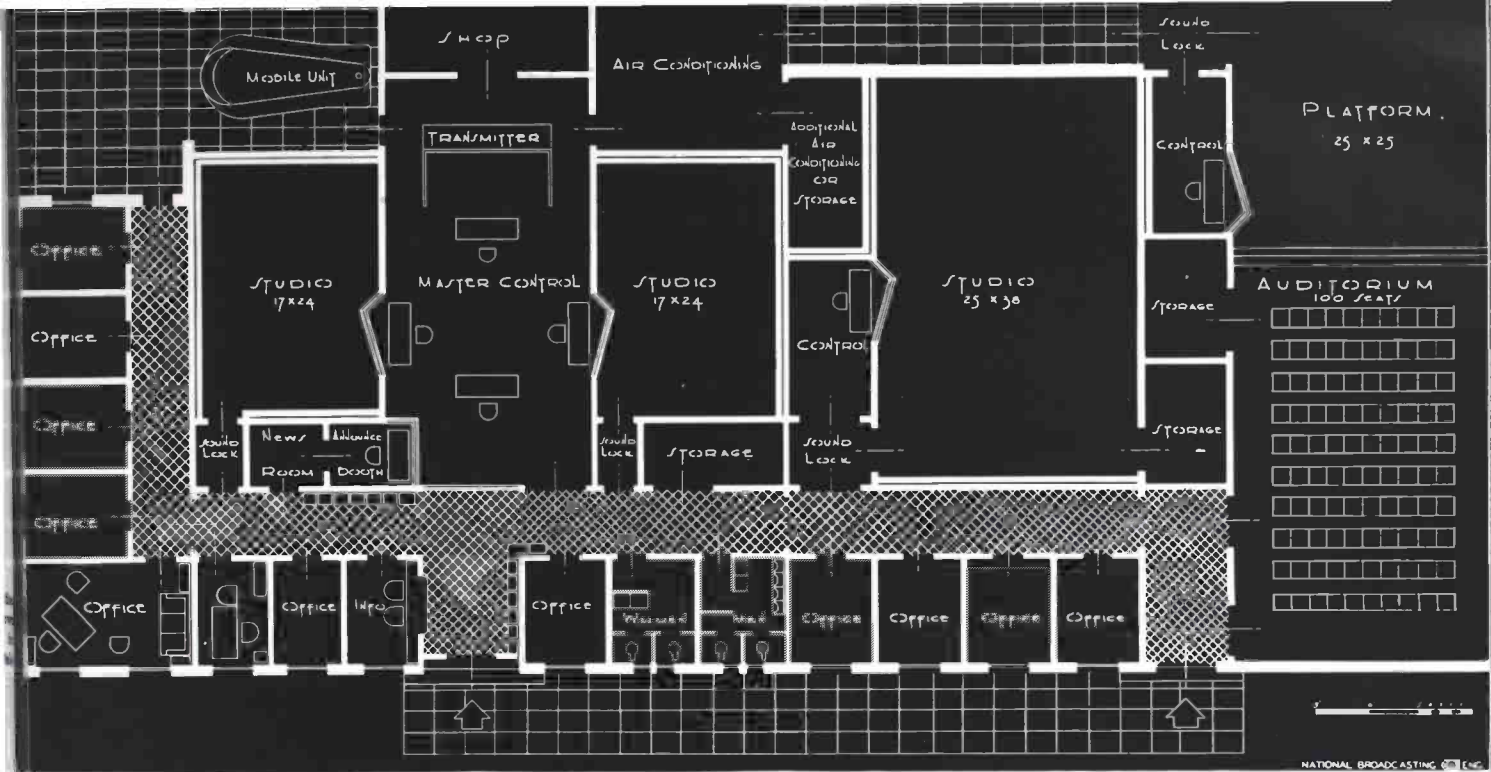 SHOP
MOBILE UNIT
AIR CONDITIONING
SOUND
LOCK
PLATFORM.
25 X 25
TRANSMITTER
ADDITIONAL
AIR
CONDITIONING
OR
STORAGE
CONTROL
OFFICE
STUDIO
17 X 24
MASTER CONTROL
STUDIO
17 X 24
STUDIO
25 X 38
AUDITORIUM
100 SEATS
STORAGE
OFFICE
CONTROL
OFFICE
SOUND
LOCK
NEWS
ROOM
ANNOUNCE
BOOTH
SOUND
LOCK
STORAGE
SOUND
LOCK
STORAGE
OFFICE
OFFICE
OFFICE
INFO
OFFICE
WOMEN
MEN
OFFICE
OFFICE
OFFICE
OFFICE
NATIONAL BROADCASTING